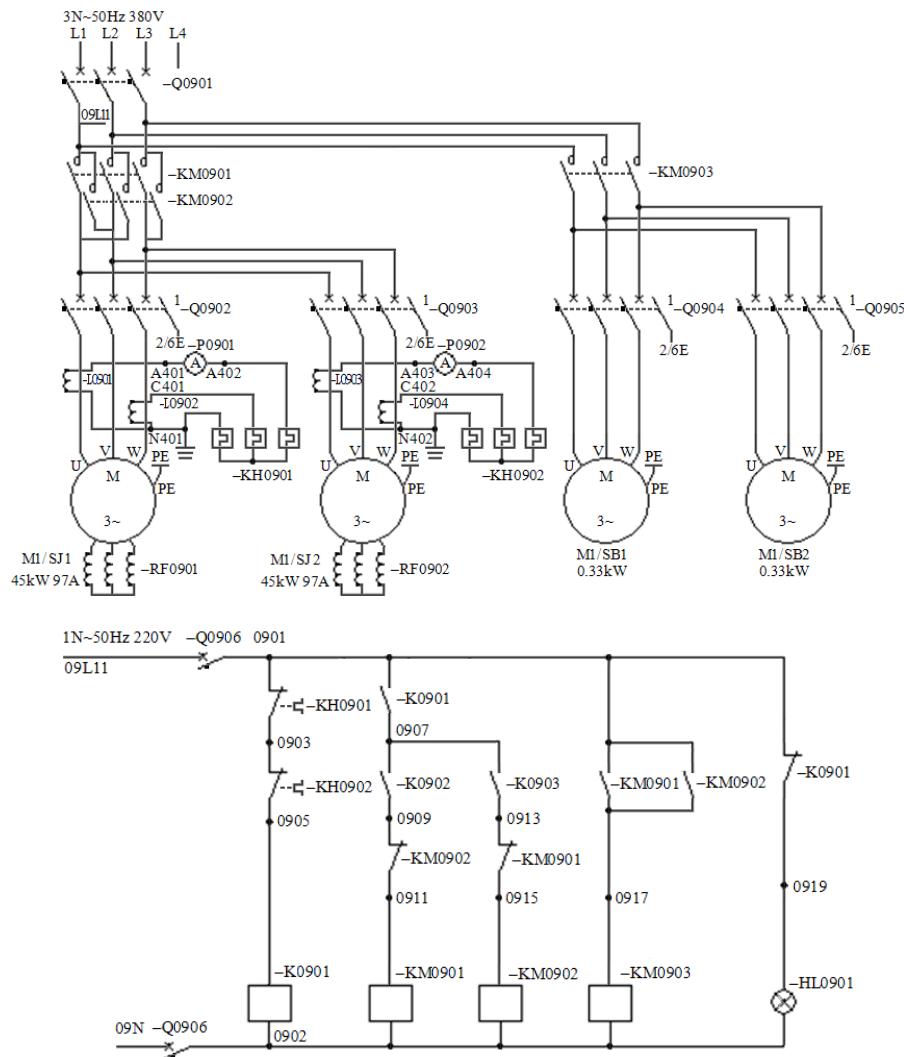 3N~50Hz 380V
L1 L2 L3 L4
–Q0901
09L11
–KM0901
–KM0902
–KM0903
1 –Q0902
1 –Q0903
1 –Q0904
1 –Q0905
2/6E –P0901
2/6E –P0902
2/6E
2/6E
A
A
A401 A402
A403 A404
-L0901
C401
-L0903
C402
-L0902
-L0904
N401
N402
–KH0901
–KH0902
U V W PE
U V W PE
U V W PE
U V W PE
M PE
M PE
M PE
M PE
3~
3~
3~
3~
M1/SJ1
45kW 97A
–RF0901
M1/SJ2
45kW 97A
–RF0902
M1/SB1
0.33kW
M1/SB2
0.33kW
1N~50Hz 220V –Q0906 0901
09L11
–KH0901
–K0901
0903
0907
–KH0902
–K0902
–K0903
–KM0901
–KM0902
–K0901
0905
0909
0913
–KM0902
–KM0901
0911
0915
0917
0919
–K0901
–KM0901
–KM0902
–KM0903
–HL0901
09N –Q0906
0902